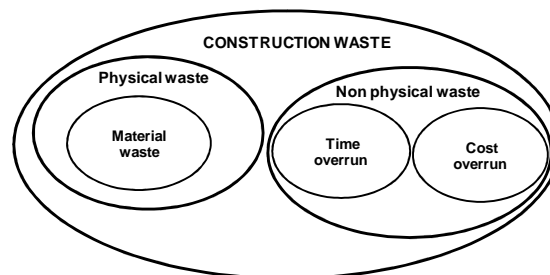 CONSTRUCTION WASTE
Physical waste
Material
waste
Non physical waste
Time
overrun
Cost
overrun